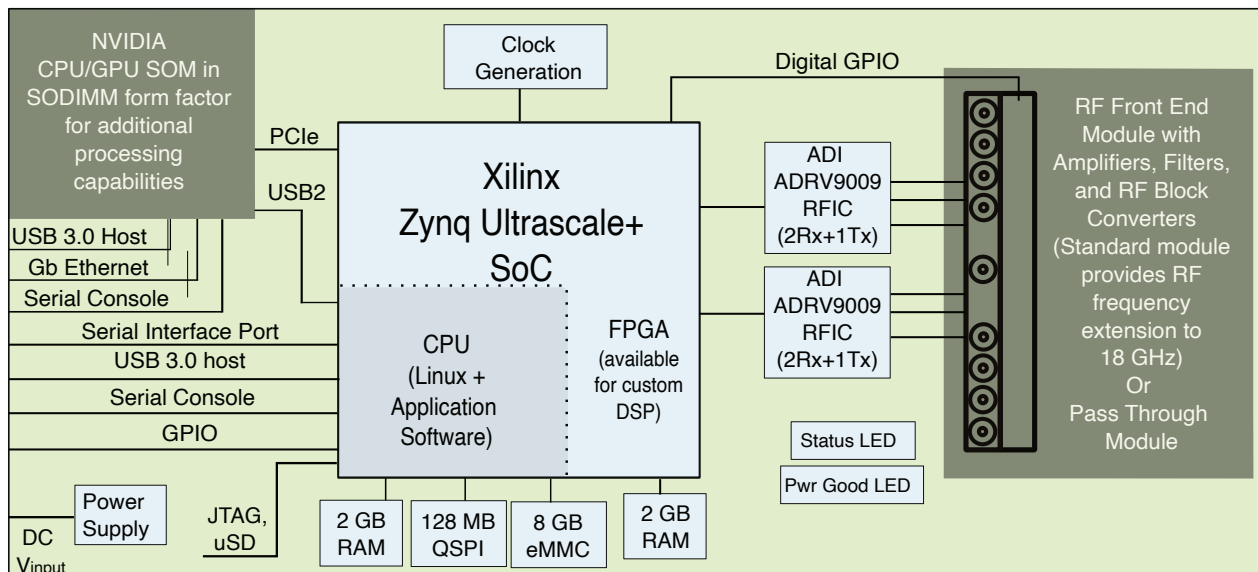 NVIDIA
CPU/GPU SOM in
SODIMM form factor
for additional
processing
capabilities
Clock
Generation
Digital GPIO
PCIe
USB2
USB 3.0 Host
Gb Ethernet
Serial Console
Serial Interface Port
USB 3.0 host
Serial Console
GPIO
Power
Supply
DC
Vinput
JTAG,
uSD
Xilinx
Zynq Ultrascale+
SoC
CPU
(Linux +
Application
Software)
FPGA
(available
for custom
DSP)
2 GB
RAM
128 MB
QSPI
8 GB
eMMC
2 GB
RAM
ADI
ADRV9009
RFIC
(2Rx+1Tx)
ADI
ADRV9009
RFIC
(2Rx+1Tx)
Status LED
Pwr Good LED
RF Front End
Module with
Amplifiers, Filters,
and RF Block
Converters
(Standard module
provides RF
frequency
extension to
18 GHz)
Or
Pass Through
Module